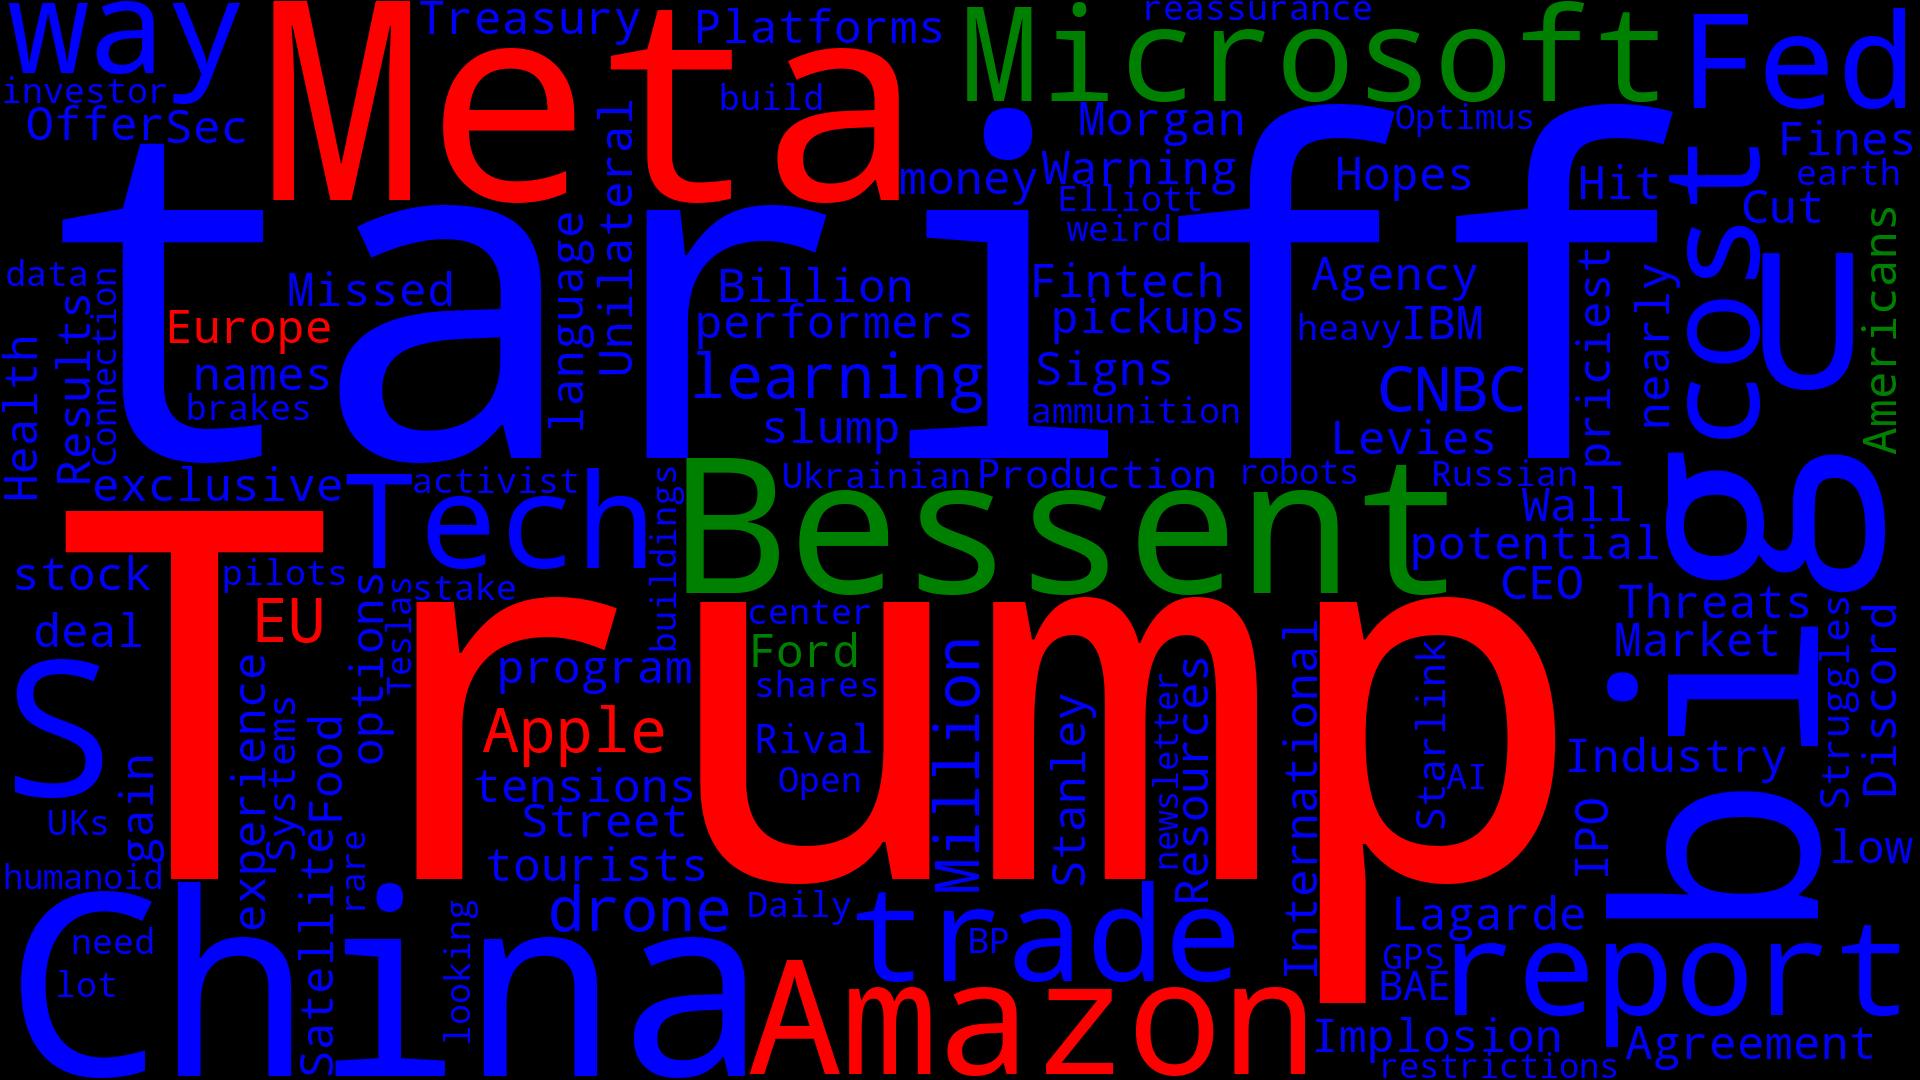 way
Meta
Treasury
Platforms
Microsoft
reassurance
Fed
investor
OfferSec
build
Morgan
Optimus
Fines
tariff
Unilateral
money
Warning
Hopes
Hit
earth
Elliott
Cut
weird
cost
Americans
language
data
Connection
Missed
Billion
Fintech
Agency
priciest
nearly
U
Results
Europe
performers
pickups
heavy
IBM
Health
names
learning
Signs
CNBC
brakes
slump
ammunition
Levies
exclusive
Tech
activist
buildings
Bessent
Ukrainian
Production
robots
Russian
Wall
big
g
Trump
stock
pilots
options
Teslas
stake
potential
CEO
EU
center
Threats
deal
Ford
Market
Struggles
Discord
S
program
shares
Million
International
Starlink
experience
Systems
Food
Apple
Rival
Stanley
newsletter
Resources
Industry
gain
tensions
Open
AI
UKs
Street
IPO
low
humanoid
Satellite
rare
tourists
China
drone
Daily
trade
Lagarde
need
looking
BP
GPS
report
lot
BAE
Amazon
Implosion
Agreement
restrictions